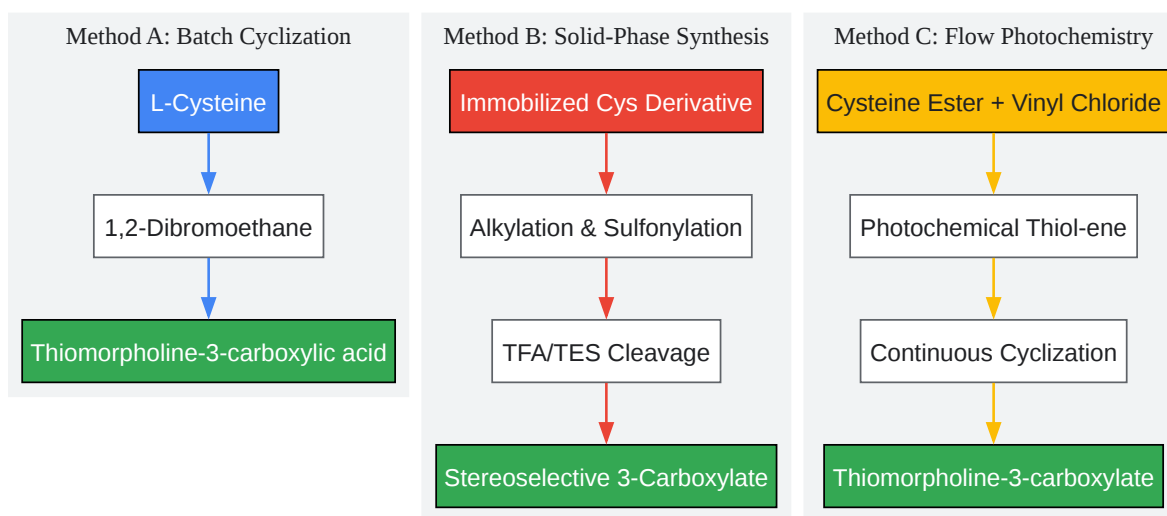 Method A: Batch Cyclization
L-Cysteine
1,2-Dibromoethane
Thiomorpholine-3-carboxylic acid
Method B: Solid-Phase Synthesis
Immobilized Cys Derivative
Alkylation & Sulfonylation
TFA/TES Cleavage
Stereoselective 3-Carboxylate
Method C: Flow Photochemistry
Cysteine Ester + Vinyl Chloride
Photochemical Thiol-ene
Continuous Cyclization
Thiomorpholine-3-carboxylate